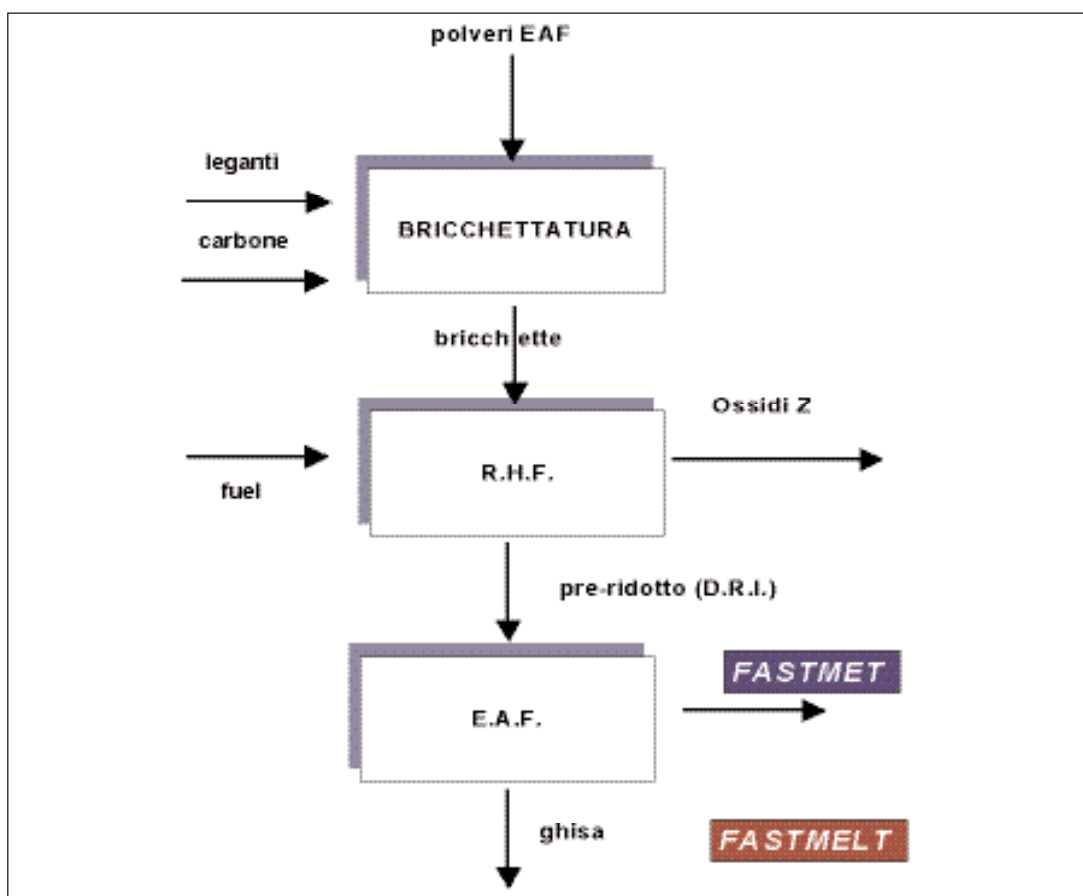 polveri EAF
leganti
carbone
BRICCHETTATURA
bricchette
Ossidi Z
R.H.F.
fuel
pre-ridotto (D.R.I.)
FASTMET
E.A.F.
ghisa
FASTMELT